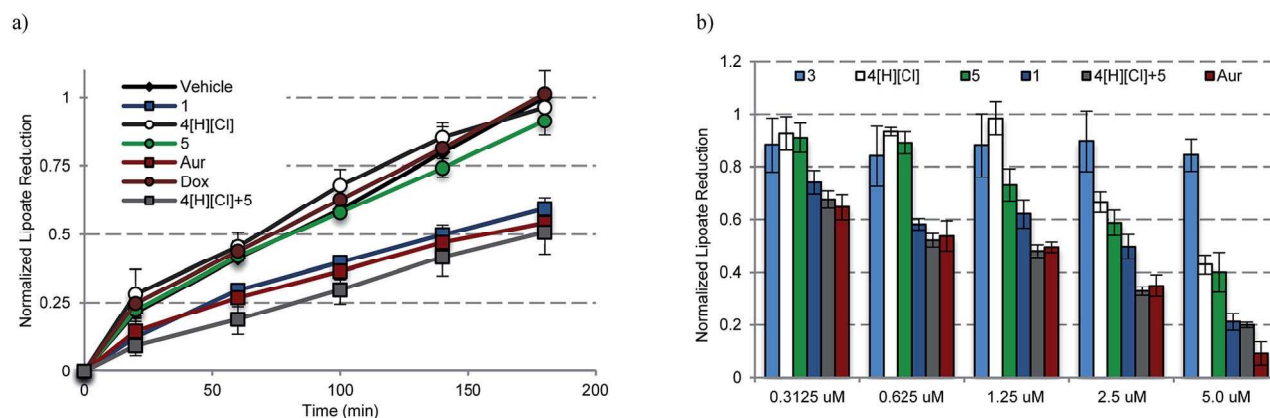 a)
Normalized Lipoate Reduction
1
0.75
0.5
0.25
0
Vehicle
1
4[H][Cl]
5
Aur
Dox
4[H][Cl]+5
0 50 100 150 200
Time (min)
b)
Normalized Lipoate Reduction
1.2
1
0.8
0.6
0.4
0.2
0
3 4[H][Cl] 5 1 4[H][Cl]+5 Aur
0.3125 uM 0.625 uM 1.25 uM 2.5 uM 5.0 uM